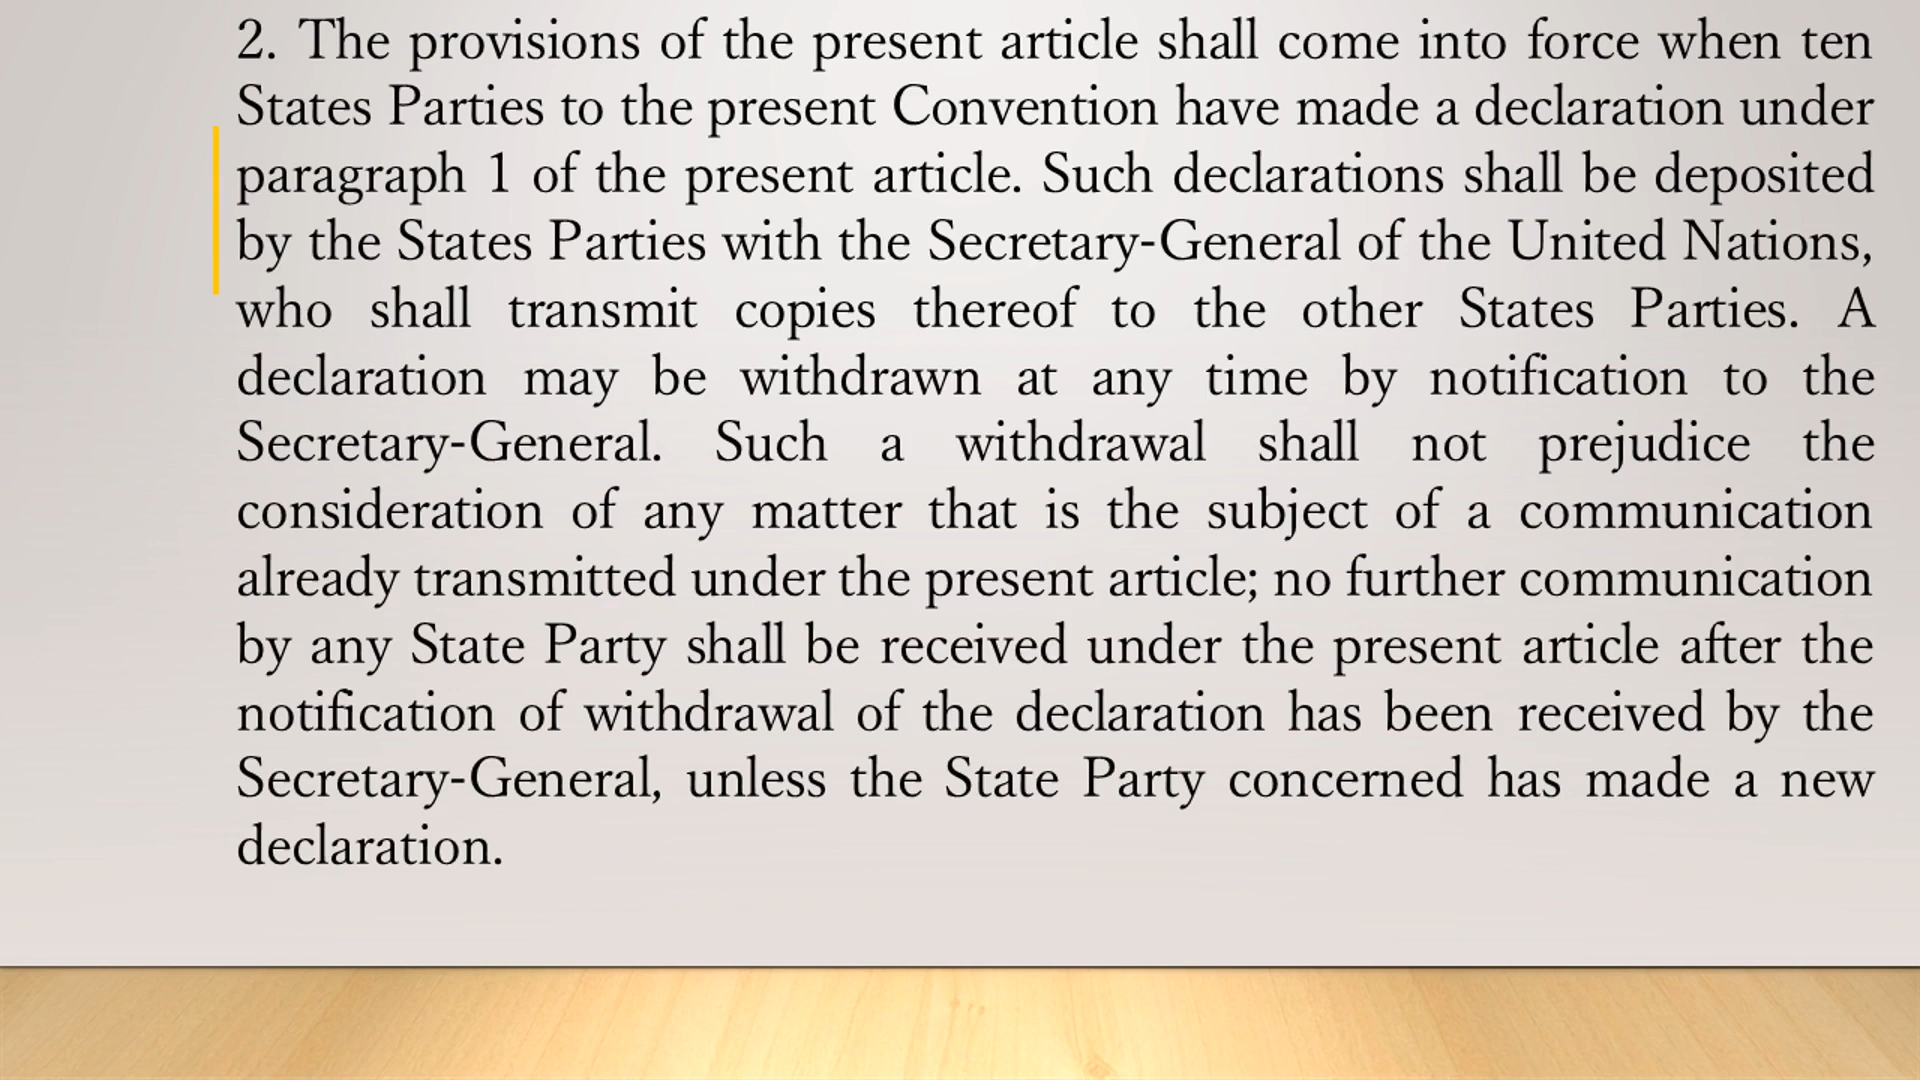 2. The provisions of the present article shall come into force when ten
States Parties to the present Convention have made a declaration under
paragraph 1 of the present article. Such declarations shall be deposited
by the States Parties with the Secretary-General of the United Nations,
who shall transmit copies thereof to the other States Parties. A
declaration may be withdrawn at any time by notification to the
Secretary-General. Such a withdrawal shall not prejudice the
consideration of any matter that is the subject of a communication
already transmitted under the present article; no further communication
by any State Party shall be received under the present article after the
notification of withdrawal of the declaration has been received by the
Secretary-General, unless the State Party concerned has made a new
declaration.